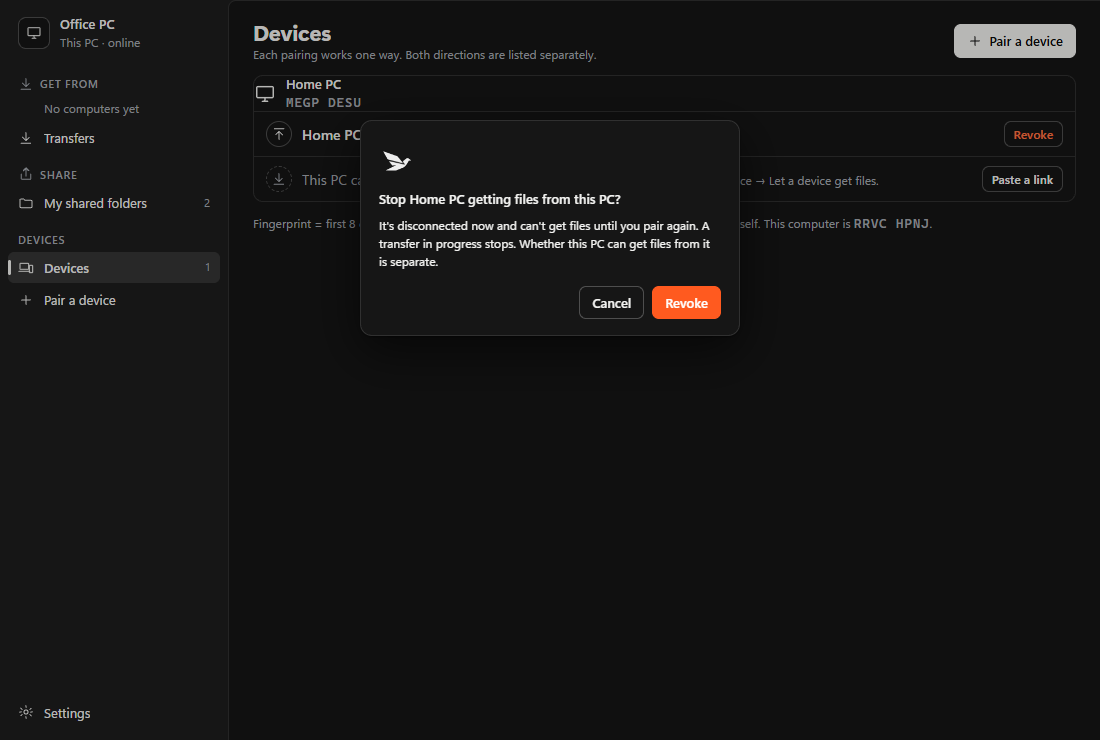 Office PC
This PC · online
GET FROM
No computers yet
Transfers
SHARE
My shared folders 2
DEVICES
Devices 1
Pair a device
Settings
Devices
Each pairing works one way. Both directions are listed separately.
Pair a device
Home PC
MEGP DESU
Home PC
Revoke
This PC ca
ce → Let a device get files.
Paste a link
Fingerprint = first 8
self. This computer is RRVC HPNJ.
Stop Home PC getting files from this PC?
It's disconnected now and can't get files until you pair again. A
transfer in progress stops. Whether this PC can get files from it
is separate.
Cancel
Revoke